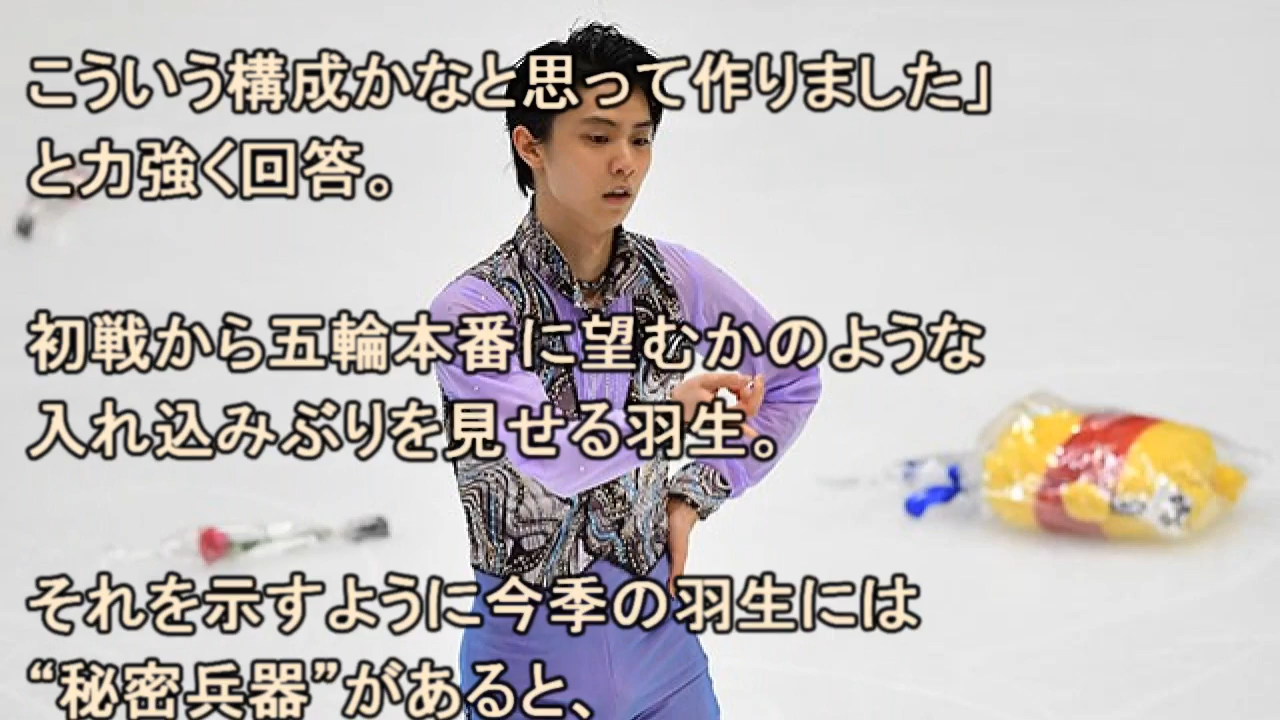 こういう構成かなと思って作りました」
と力強く回答。
初戦から五輪本番に望むかのような
入れ込みぶりを見せる羽生。
それを示すように今季の羽生には
“秘密兵器”があると、